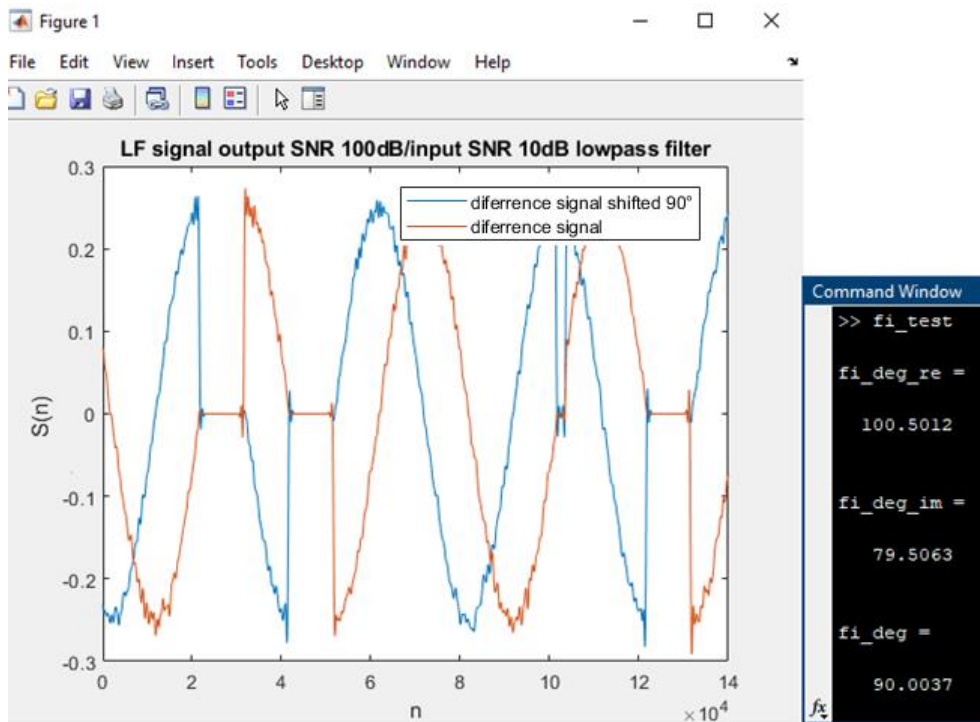 Figure 1
File Edit View Insert Tools Desktop Window Help
LF signal output SNR 100dB/input SNR 10dB lowpass filter
diferrence signal shifted 90°
diferrence signal
0.3
0.2
0.1
0
-0.1
-0.2
-0.3
S(n)
0 2 4 6 8 10 12 14
n
×10^4
Command Window
>> fi_test
fi_deg_re =
100.5012
fi_deg_im =
79.5063
fi_deg =
90.0037
fx